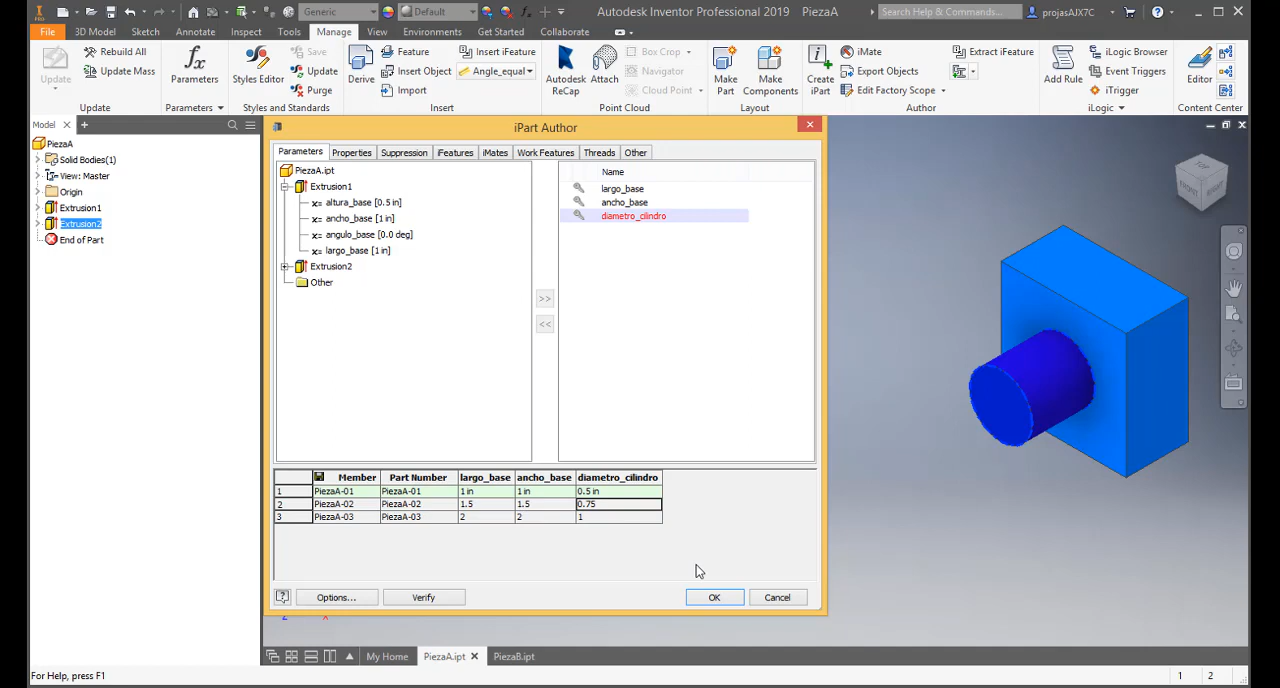 Generic
Default
Autodesk Inventor Professional 2019 PiezaA
Search Help & Commands...
projasAJX7C
File 3D Model Sketch Annotate Inspect Tools Manage View Environments Get Started Collaborate
Update
Rebuild All
Update Mass
Update
Parameters
Parameters
Styles Editor
Save
Update
Purge
Styles and Standards
Derive
Feature
Insert Object
Import
Insert iFeature
Angle_equal
Insert
Autodesk ReCap
Attach
Box Crop
Navigator
Cloud Point
Point Cloud
Make Part
Make Components
Layout
Create iPart
iMate
Export Objects
Edit Factory Scope
Extract iFeature
Author
Add Rule
iLogic Browser
Event Triggers
iTrigger
iLogic
Editor
Content Center
Model
PiezaA
Solid Bodies(1)
View: Master
Origin
Extrusion1
Extrusion2
End of Part
iPart Author
Parameters Properties Suppression iFeatures iMates Work Features Threads Other
PiezaA.ipt
Extrusion1
altura_base [0.5 in]
ancho_base [1 in]
angulo_base [0.0 deg]
largo_base [1 in]
Extrusion2
Other
>>
<<
Name
largo_base
ancho_base
diametro_cilindro
Member Part Number largo_base ancho_base diametro_cilindro
1 PiezaA-01 PiezaA-01 1 in 1 in 0.5 in
2 PiezaA-02 PiezaA-02 1.5 1.5 0.75
3 PiezaA-03 PiezaA-03 2 2 1
Options... Verify OK Cancel
TOP
FRONT
RIGHT
My Home PiezaA.ipt PiezaB.ipt
For Help, press F1
1 2